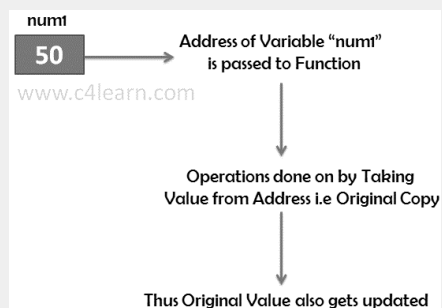 num1
50
Address of Variable “num1”
is passed to Function
www.c4learn.com
Operations done on by Taking
Value from Address i.e Original Copy
Thus Original Value also gets updated